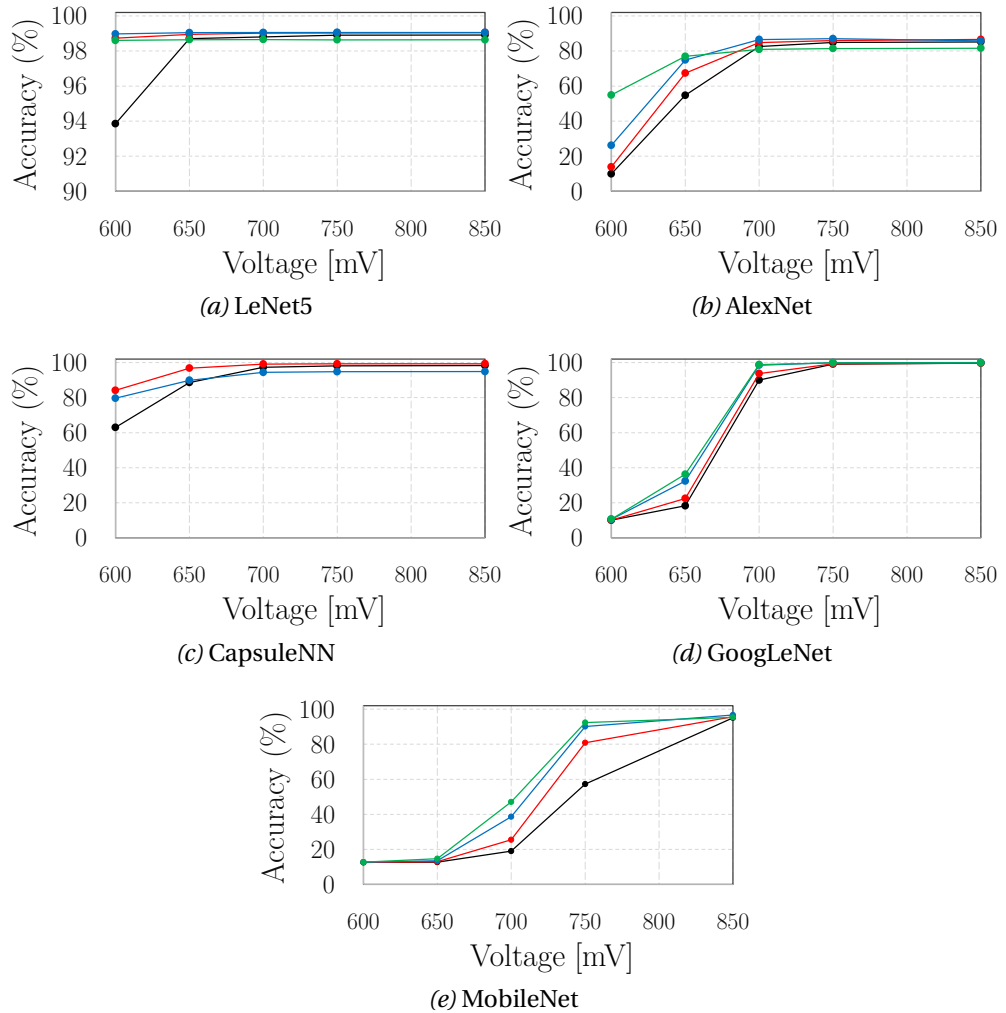 100
98
96
94
92
90
Accuracy (%)
600 650 700 750 800 850
Voltage [mV]
(a) LeNet5
100
80
60
40
20
0
Accuracy (%)
600 650 700 750 800 850
Voltage [mV]
(b) AlexNet
100
80
60
40
20
0
Accuracy (%)
600 650 700 750 800 850
Voltage [mV]
(c) CapsuleNN
100
80
60
40
20
0
Accuracy (%)
600 650 700 750 800 850
Voltage [mV]
(d) GoogLeNet
100
80
60
40
20
0
Accuracy (%)
600 650 700 750 800 850
Voltage [mV]
(e) MobileNet